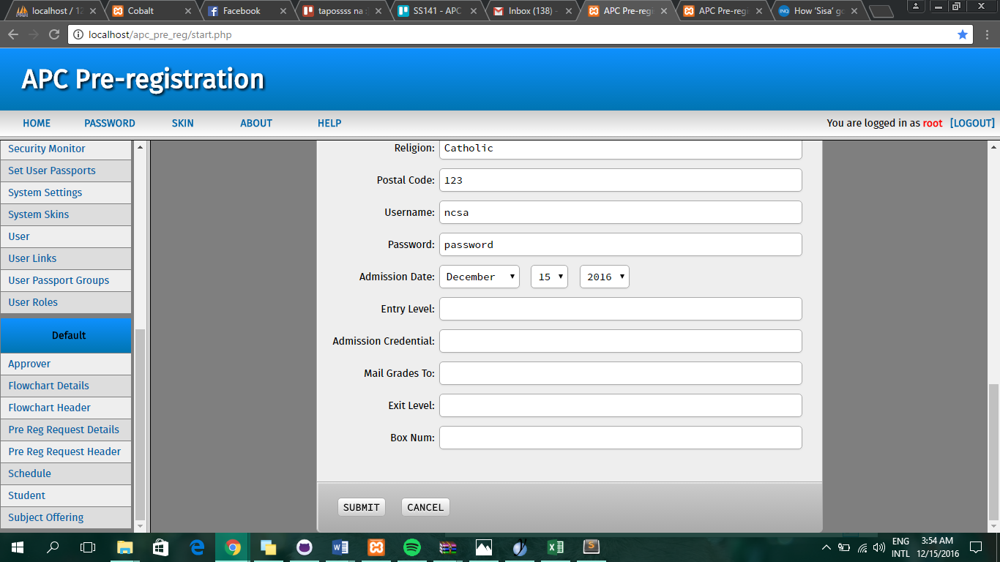 localhost / 12
Cobalt
Facebook
tapossss na :
SS141 - APC
Inbox (138) -
APC Pre-regi
APC Pre-regi
How 'Sisa' go
localhost/apc_pre_reg/start.php
APC Pre-registration
HOME PASSWORD SKIN ABOUT HELP
You are logged in as root [LOGOUT]
Security Monitor
Set User Passports
System Settings
System Skins
User
User Links
User Passport Groups
User Roles
Default
Approver
Flowchart Details
Flowchart Header
Pre Reg Request Details
Pre Reg Request Header
Schedule
Student
Subject Offering
Religion: Catholic
Postal Code: 123
Username: ncsa
Password: password
Admission Date: December 15 2016
Entry Level:
Admission Credential:
Mail Grades To:
Exit Level:
Box Num:
SUBMIT CANCEL
ENG
INTL
3:54 AM
12/15/2016